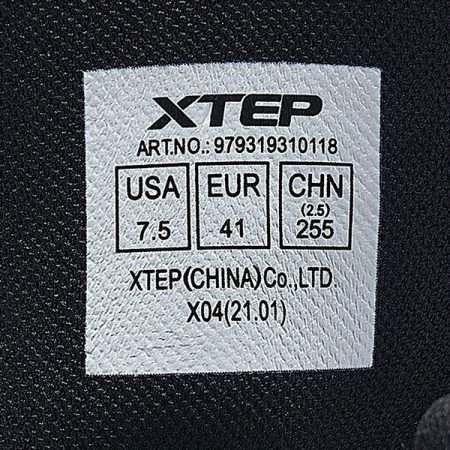 XTEP
ART.NO.: 979319310118
USA EUR CHN
(2.5)
7.5 41 255
XTEP(CHINA)Co.,LTD.
X04(21.01)